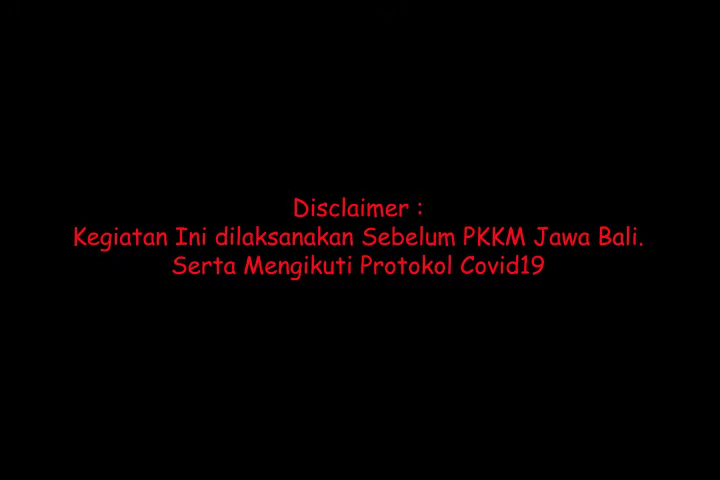 Disclaimer :
Kegiatan Ini dilaksanakan Sebelum PKKM Jawa Bali.
Serta Mengikuti Protokol Covid19